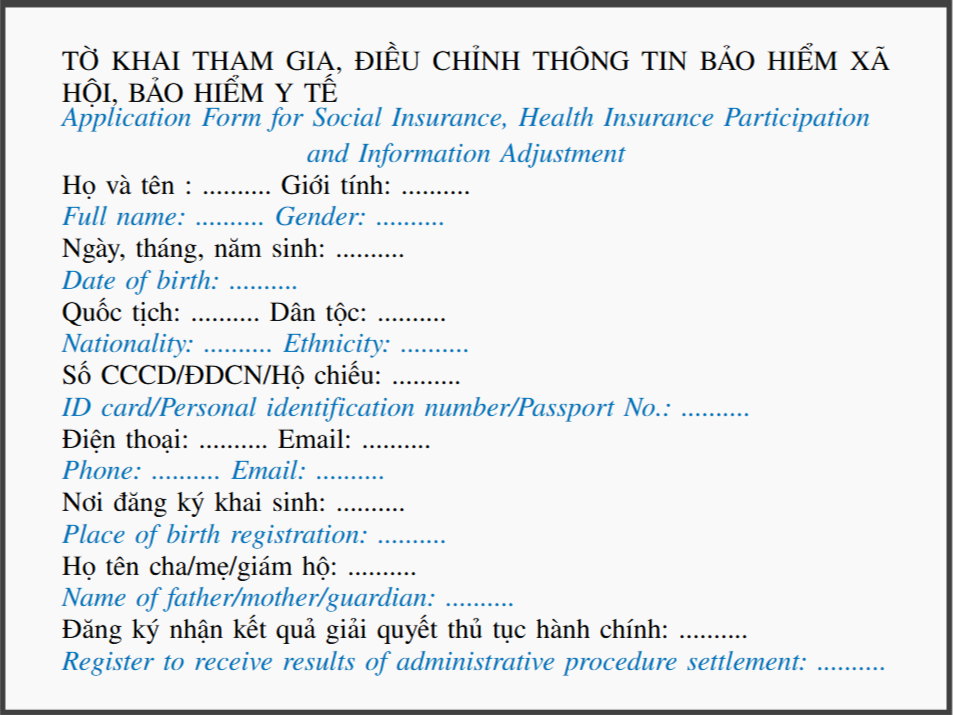 TỜ KHAI THAM GIA, ĐIỀU CHỈNH THÔNG TIN BẢO HIỂM XÃ
HỘI, BẢO HIỂM Y TẾ
Application Form for Social Insurance, Health Insurance Participation
and Information Adjustment
Họ và tên : .......... Giới tính: ..........
Full name: .......... Gender: ..........
Ngày, tháng, năm sinh: ..........
Date of birth: ..........
Quốc tịch: .......... Dân tộc: ..........
Nationality: .......... Ethnicity: ..........
Số CCCD/ĐDCN/Hộ chiếu: ..........
ID card/Personal identification number/Passport No.: ..........
Điện thoại: .......... Email: ..........
Phone: .......... Email: ..........
Nơi đăng ký khai sinh: ..........
Place of birth registration: ..........
Họ tên cha/mẹ/giám hộ: ..........
Name of father/mother/guardian: ..........
Đăng ký nhận kết quả giải quyết thủ tục hành chính: ..........
Register to receive results of administrative procedure settlement: ..........